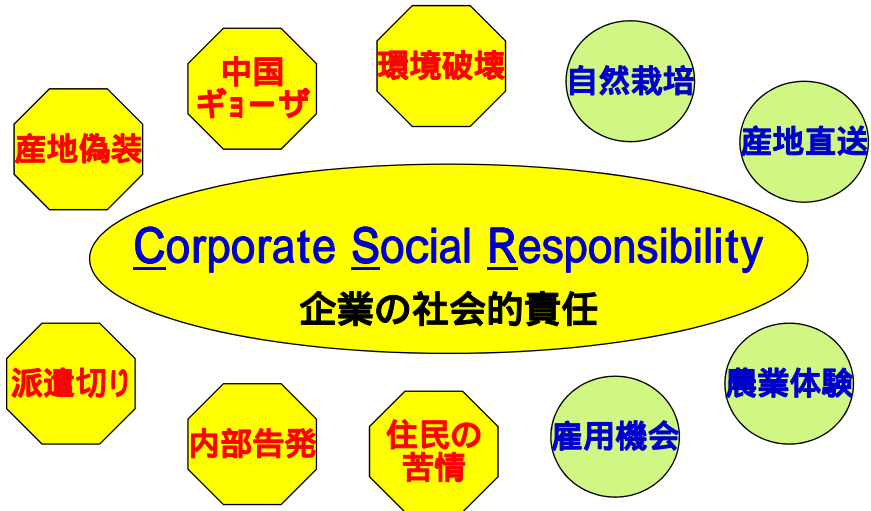 中国
ギョーザ
環境破壊
自然栽培
産地偽装
産地直送
Corporate Social Responsibility
企業の社会的責任
派遣切り
農業体験
内部告発
住民の
苦情
雇用機会